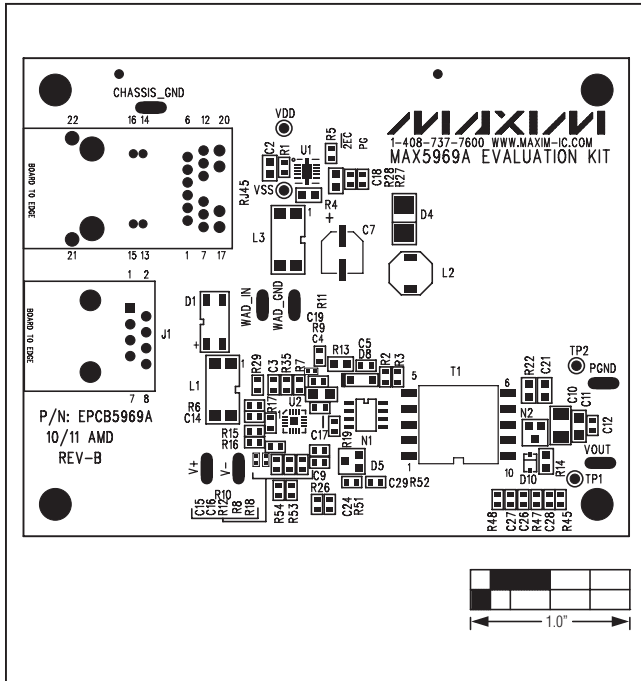 CHASSIS_GND
22
16 14
6 12 20
VDD
C2
R1
U1
R5
2EC
PG
MAXIM
1-408-737-7600 WWW.MAXIM-IC.COM
MAX5969A EVALUATION KIT
C18
R28
R27
BOARD TO EDGE
RJ45
VSS
R4
+
1
L3
C7
D4
L2
21
15 13
1 7 17
1 2
BOARD TO EDGE
J1
7 8
D1
+
WAD_IN
WAD_GND
R11
C19
R9
C4
R13
C5
D8
R2
R3
5
T1
6
R22
C21
TP2
PGND
L1
R29
C3
R35
R7
R6
C14
R17
U2
R15
R16
C17
R19
N1
1
10
N2
C10
C11
C12
D10
R14
VOUT
TP1
P/N: EPCB5969A
10/11 AMD
REV-B
V+
V-
R10
C9
D5
C29
R52
C15
C16
R12
R8
R18
R54
R53
R26
C24
R51
R48
C27
C26
R47
C28
R45
1.0"